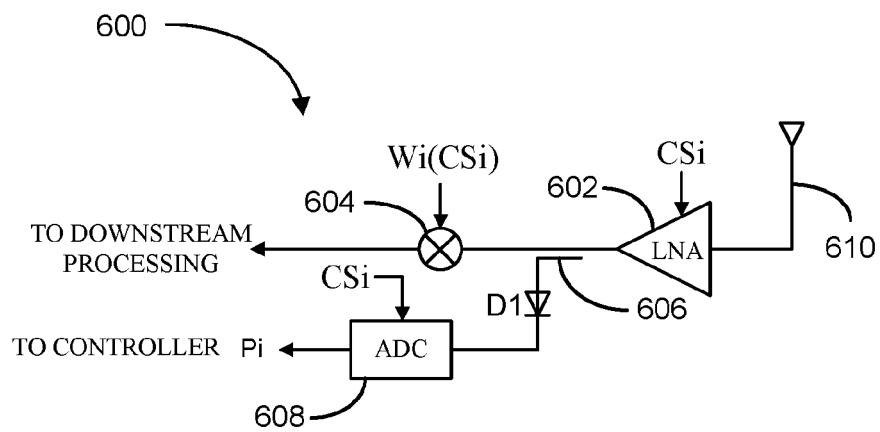 600
Wi(CSi)
CSi
604
602
TO DOWNSTREAM
PROCESSING
LNA
610
CSi
D1
606
TO CONTROLLER Pi
ADC
608